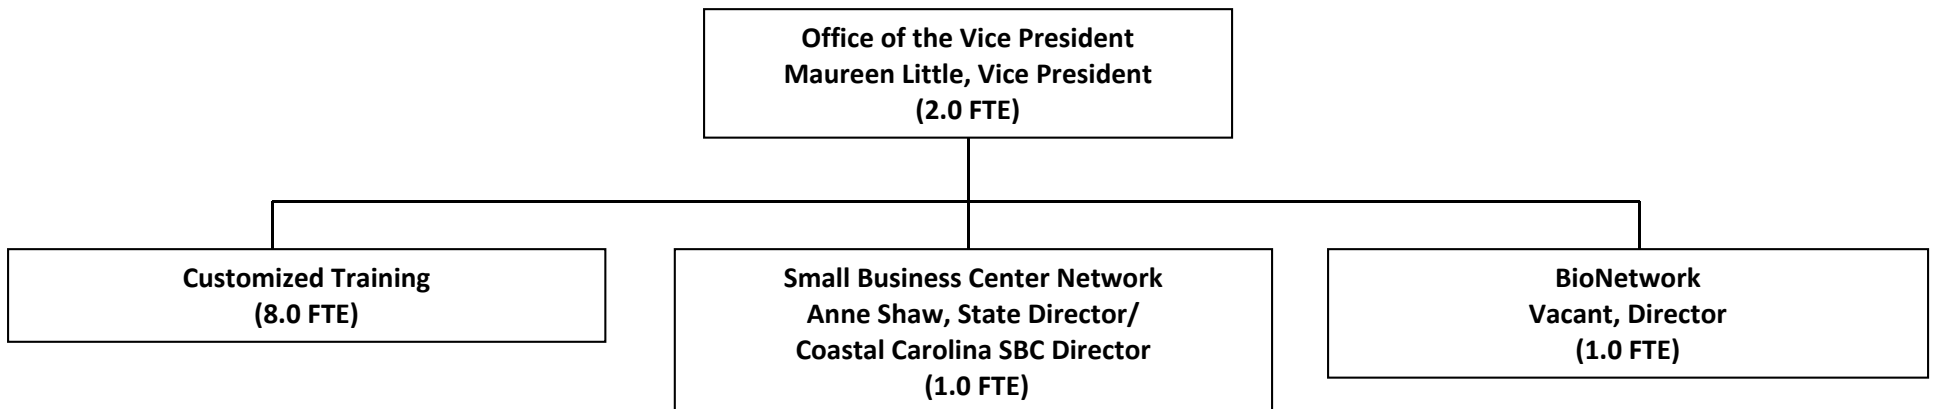 Office of the Vice President
Maureen Little, Vice President
(2.0 FTE)
Customized Training
(8.0 FTE)
Small Business Center Network
Anne Shaw, State Director/
Coastal Carolina SBC Director
(1.0 FTE)
BioNetwork
Vacant, Director
(1.0 FTE)